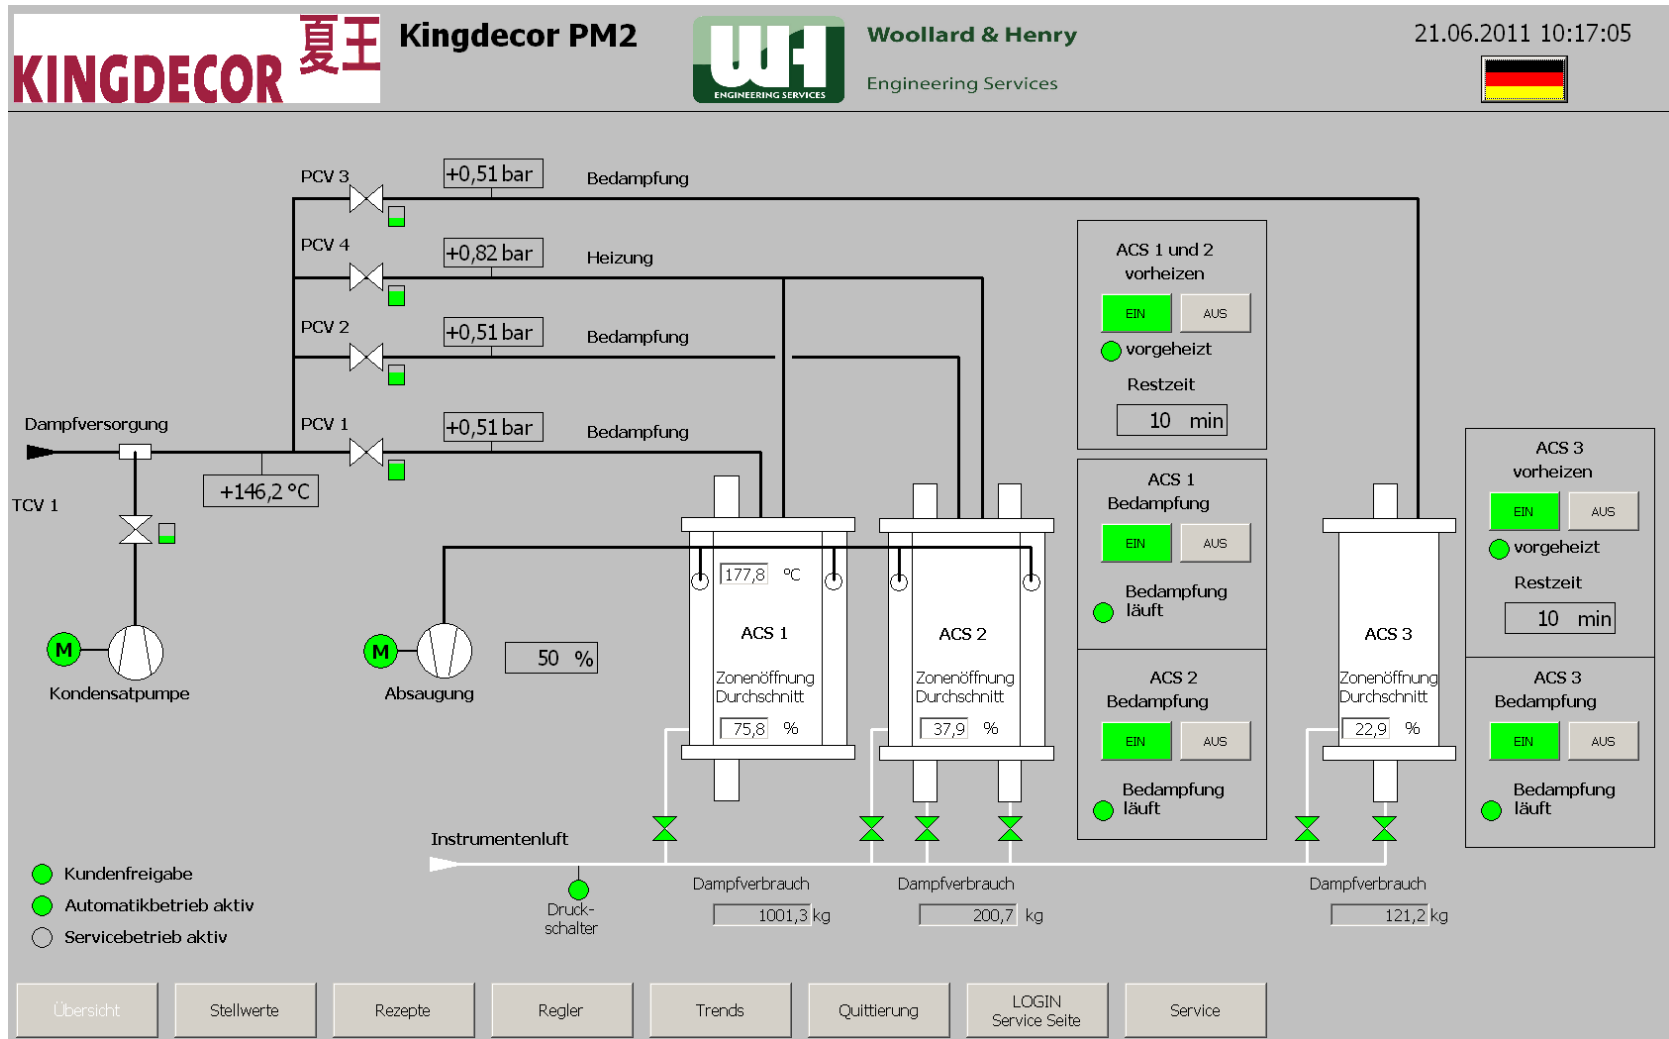 KINGDECOR 夏王
Kingdecor PM2
WH
ENGINEERING SERVICES
Woollard & Henry
Engineering Services
21.06.2011 10:17:05
PCV 3
+0,51 bar
Bedampfung
PCV 4
+0,82 bar
Heizung
PCV 2
+0,51 bar
Bedampfung
PCV 1
+0,51 bar
Bedampfung
Dampfversorgung
+146,2 °C
TCV 1
M
Kondensatpumpe
M
Absaugung
50 %
177,8 °C
ACS 1
Zonenöffnung
Durchschnitt
75,8 %
ACS 2
Zonenöffnung
Durchschnitt
37,9 %
ACS 1 und 2
vorheizen
EIN AUS
vorgeheizt
Restzeit
10 min
ACS 1
Bedampfung
EIN AUS
Bedampfung
läuft
ACS 2
Bedampfung
EIN AUS
Bedampfung
läuft
ACS 3
Zonenöffnung
Durchschnitt
22,9 %
ACS 3
vorheizen
EIN AUS
vorgeheizt
Restzeit
10 min
ACS 3
Bedampfung
EIN AUS
Bedampfung
läuft
Instrumentenluft
Druck-
schalter
Dampfverbrauch
1001,3 kg
Dampfverbrauch
200,7 kg
Dampfverbrauch
121,2 kg
Kundenfreigabe
Automatikbetrieb aktiv
Servicebetrieb aktiv
Übersicht
Stellwerte
Rezepte
Regler
Trends
Quittierung
LOGIN
Service Seite
Service